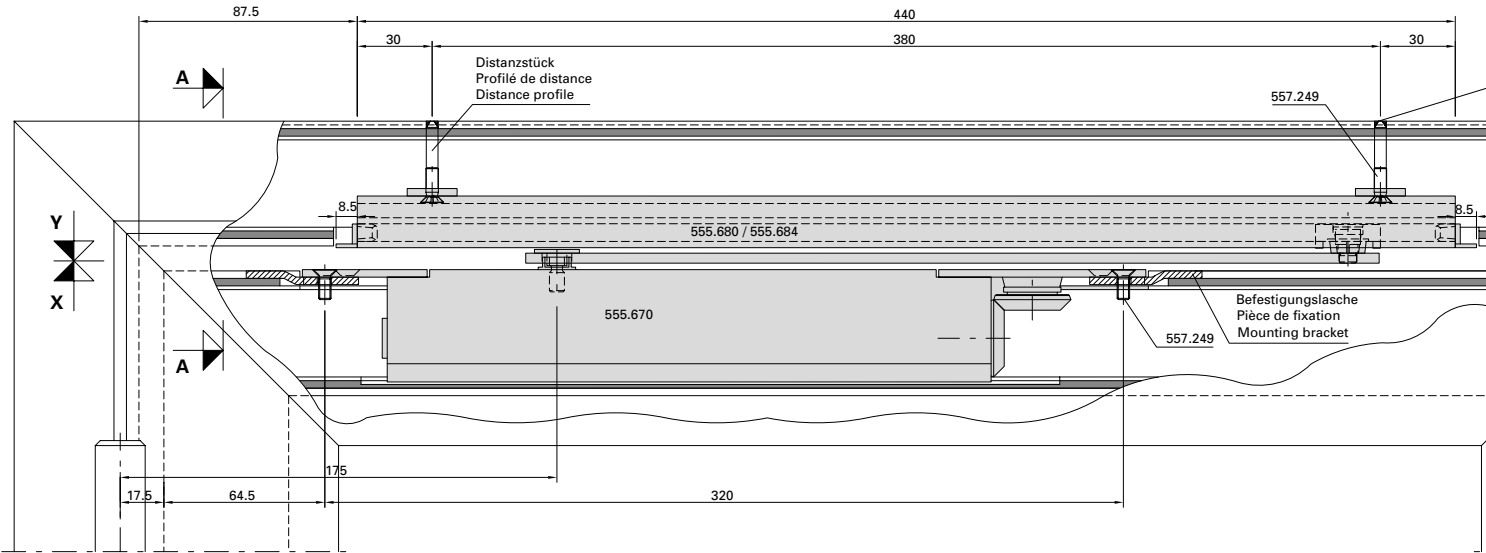 87.5
440
30
380
30
A
Distanzstück
Profilé de distance
Distance profile
557.249
8.5
8.5
Y
555.680 / 555.684
X
Befestigungslasche
Pièce de fixation
Mounting bracket
555.670
557.249
A
175
17.5
64.5
320